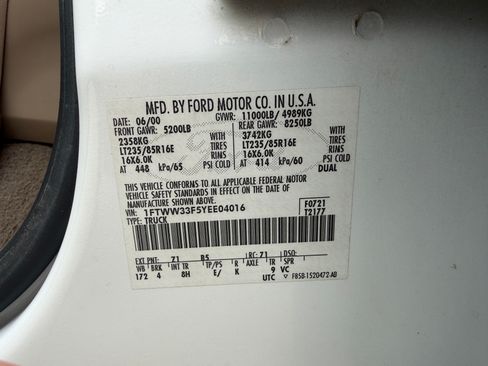 MFD. BY FORD MOTOR CO. IN U.S.A.
DATE: 06/00 GVWR: 11000LB/ 4989KG
FRONT GAWR: 5200LB REAR GAWR: 8250LB
2358KG WITH 3742KG WITH
LT235/85R16E TIRES LT235/85R16E TIRES
16X6.0K RIMS 16X6.0K RIMS
AT 448 kPa/65 PSI COLD AT 414 kPa/60 PSI COLD DUAL
THIS VEHICLE CONFORMS TO ALL APPLICABLE FEDERAL MOTOR
VEHICLE SAFETY STANDARDS IN EFFECT ON THE DATE OF
MANUFACTURE SHOWN ABOVE.
VIN: 1FTWW33F5YEE04016 F0721
TYPE: TRUCK T2177
EXT. PNT: Z1 B5 RC: 71 DSO:
WB BRK INT TR TP/PS R AXLE TR SPR
172 4 8H E/ K 9 VC
UTC F85B-1520472-AB